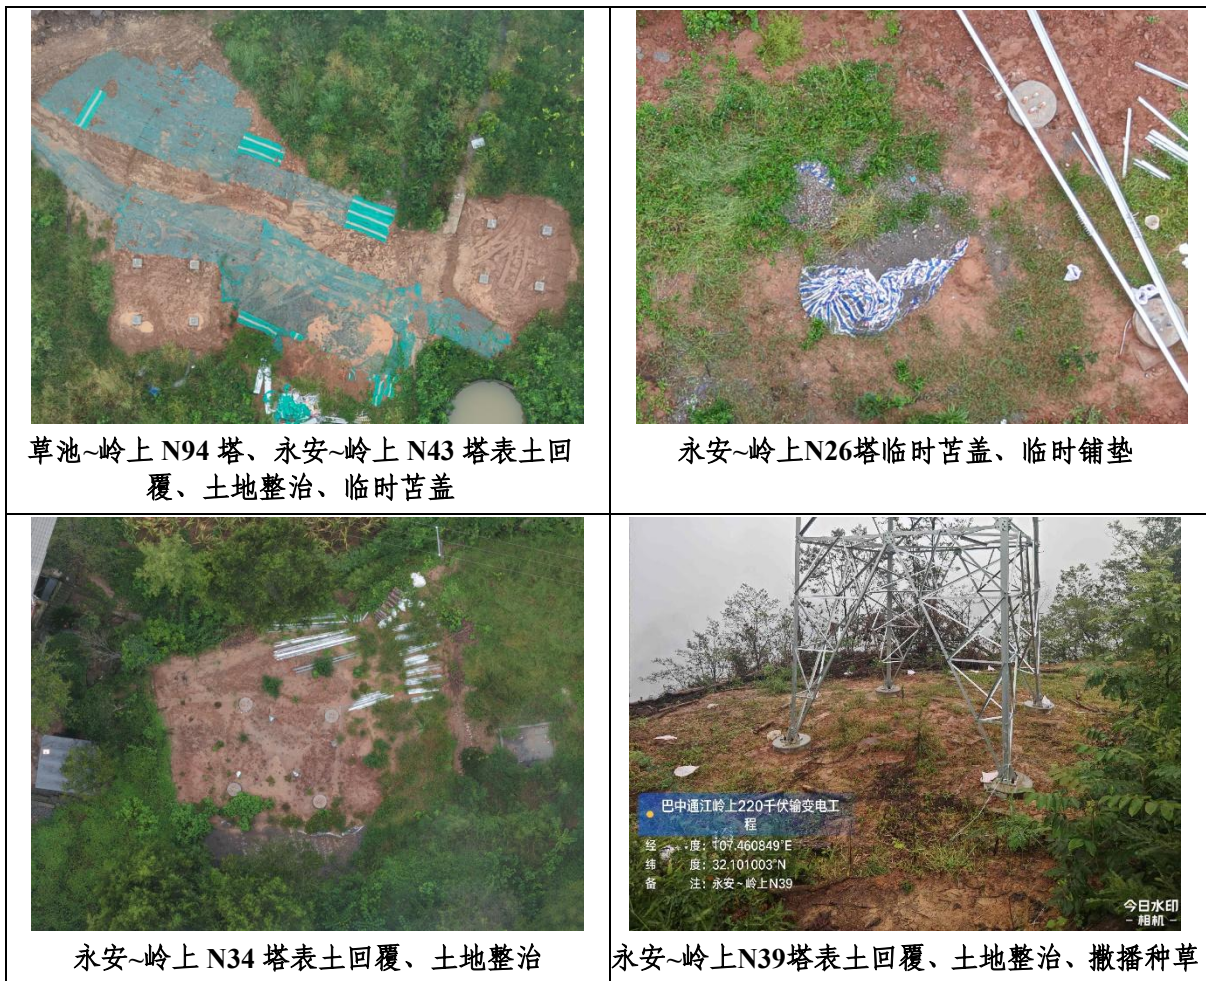 草池~岭上 N94 塔、永安~岭上 N43 塔表土回
覆、土地整治、临时苫盖
永安~岭上N26塔临时苫盖、临时铺垫
巴中通江岭上220千伏输变电工
程
经 度：107.460849°E
纬 度：32.101003°N
备 注：永安~岭上N39
今日水印
-相机-
永安~岭上 N34 塔表土回覆、土地整治
永安~岭上N39塔表土回覆、土地整治、撒播种草